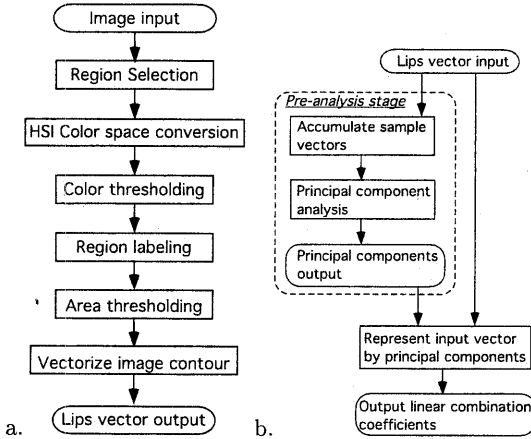 Image input
Region Selection
HSI Color space conversion
Color thresholding
Region labeling
Area thresholding
Vectorize image contour
Lips vector output
a.
Lips vector input
Pre-analysis stage
Accumulate sample
vectors
Principal component
analysis
Principal components
output
Represent input vector
by principal components
Output linear combination
coefficients
b.